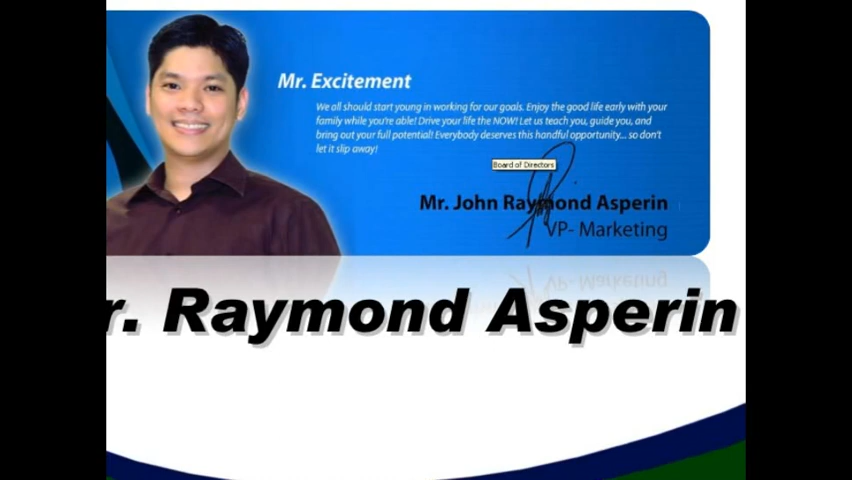 Mr. Excitement
We all should start young in working for our goals. Enjoy the good life early with your
family while you're able! Drive your life the NOW! Let us teach you, guide you, and
bring out your full potential! Everybody deserves this handful opportunity... so don't
let it slip away!
Board of Directors
Mr. John Raymond Asperin
VP- Marketing
r. Raymond Asperin